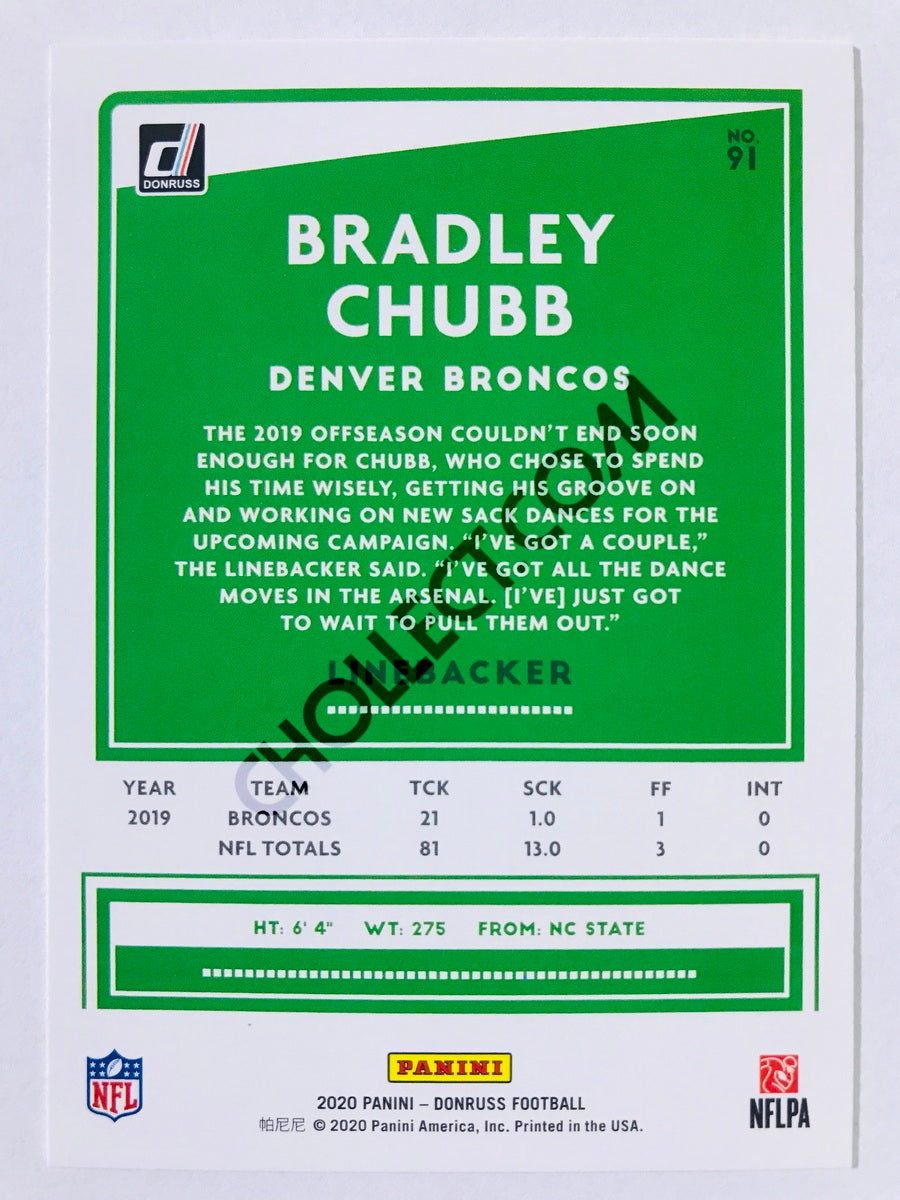 DONRUSS
NO.
91
BRADLEY
CHUBB
DENVER BRONCOS
THE 2019 OFFSEASON COULDN'T END SOON
ENOUGH FOR CHUBB, WHO CHOSE TO SPEND
HIS TIME WISELY, GETTING HIS GROOVE ON
AND WORKING ON NEW SACK DANCES FOR THE
UPCOMING CAMPAIGN. “I'VE GOT A COUPLE,”
THE LINEBACKER SAID. “I'VE GOT ALL THE DANCE
MOVES IN THE ARSENAL. [I'VE] JUST GOT
TO WAIT TO PULL THEM OUT.”
LINEBACKER
CHOLLECT.COM
YEAR TEAM TCK SCK FF INT
2019 BRONCOS 21 1.0 1 0
NFL TOTALS 81 13.0 3 0
HT: 6' 4" WT: 275 FROM: NC STATE
NFL
PANINI
2020 PANINI – DONRUSS FOOTBALL
帕尼尼 © 2020 Panini America, Inc. Printed in the USA.
NFLPA